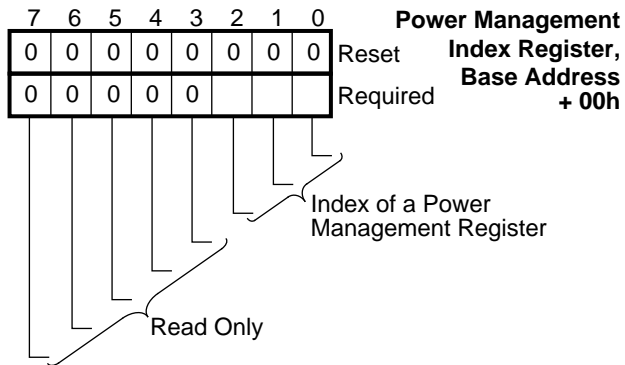 7 6 5 4 3 2 1 0
Power Management
Index Register,
Base Address
+ 00h
0 0 0 0 0 0 0 0 Reset
0 0 0 0 0 Required
Index of a Power
Management Register
Read Only